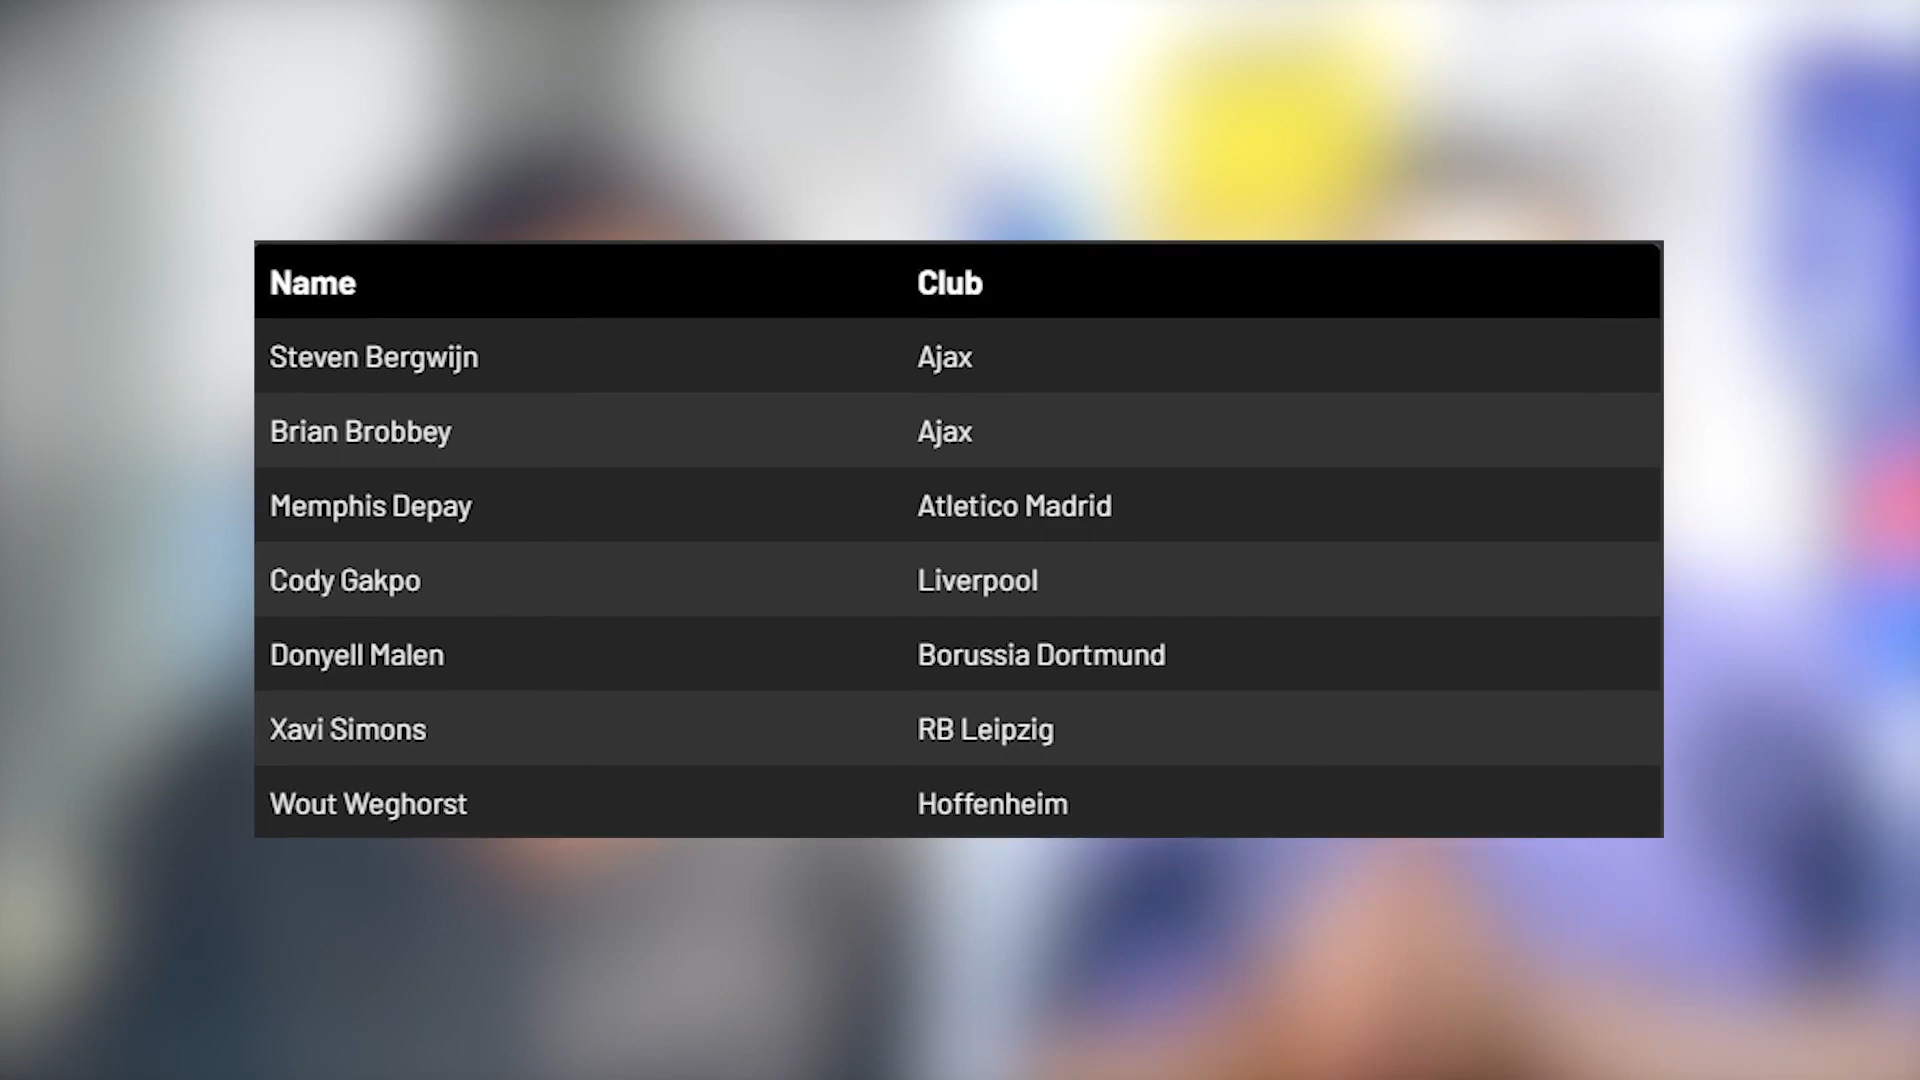 Name Club
Steven Bergwijn Ajax
Brian Brobbey Ajax
Memphis Depay Atletico Madrid
Cody Gakpo Liverpool
Donyell Malen Borussia Dortmund
Xavi Simons RB Leipzig
Wout Weghorst Hoffenheim